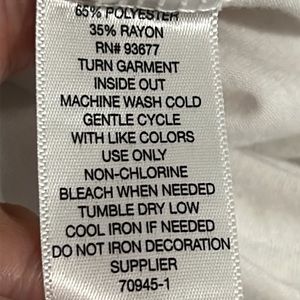 65% POLYESTER
35% RAYON
RN# 93677
TURN GARMENT
INSIDE OUT
MACHINE WASH COLD
GENTLE CYCLE
WITH LIKE COLORS
USE ONLY
NON-CHLORINE
BLEACH WHEN NEEDED
TUMBLE DRY LOW
COOL IRON IF NEEDED
DO NOT IRON DECORATION
SUPPLIER
70945-1